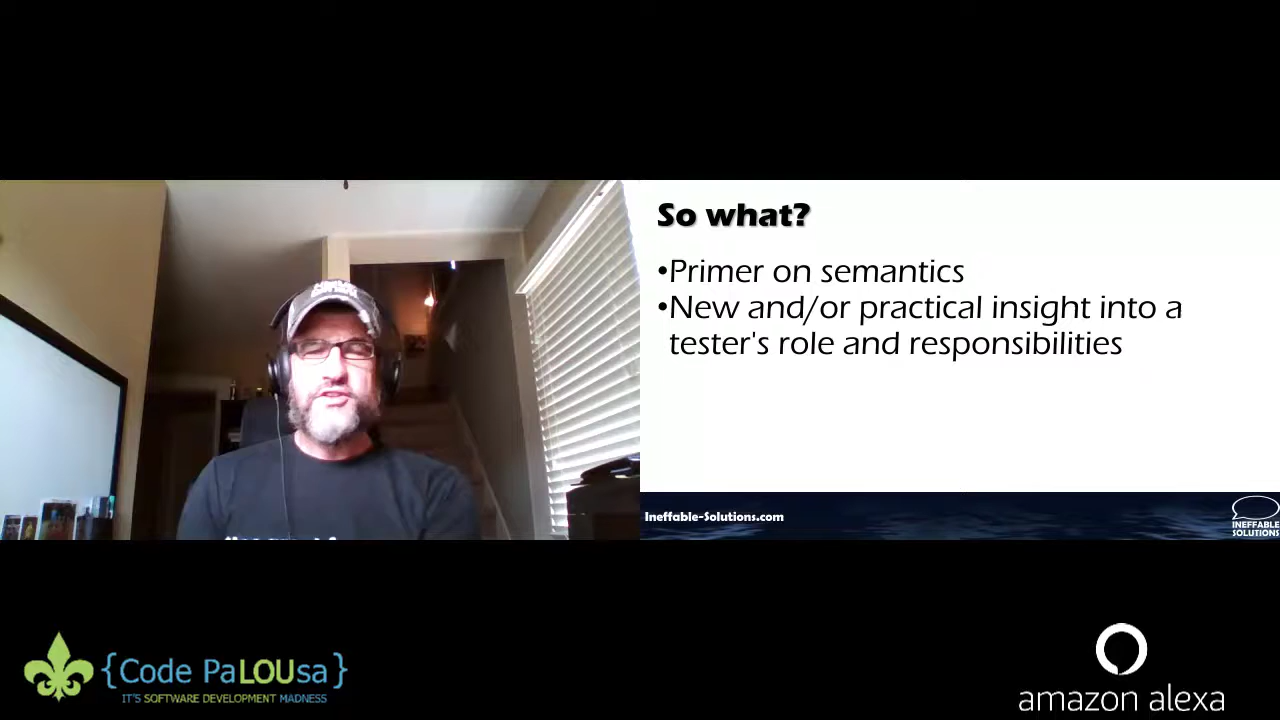 So what?
•Primer on semantics
•New and/or practical insight into a
tester's role and responsibilities
Ineffable-Solutions.com
INEFFABLE
SOLUTIONS
{Code PaLOUsa}
IT'S SOFTWARE DEVELOPMENT MADNESS
amazon alexa